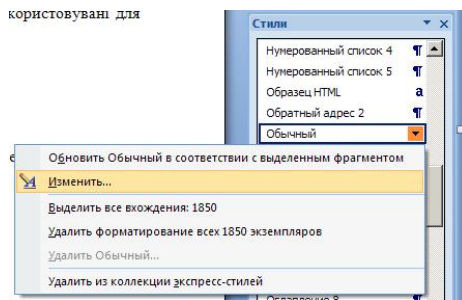 користовувані для
Стили
Нумерованный список 4
Нумерованный список 5
Образец HTML
a
Обратный адрес 2
Обычный
Обновить Обычный в соответствии с выделенным фрагментом
Изменить...
Выделить все вхождения: 1850
Удалить форматирование всех 1850 экземпляров
Удалить Обычный...
Удалить из коллекции экспресс-стилей